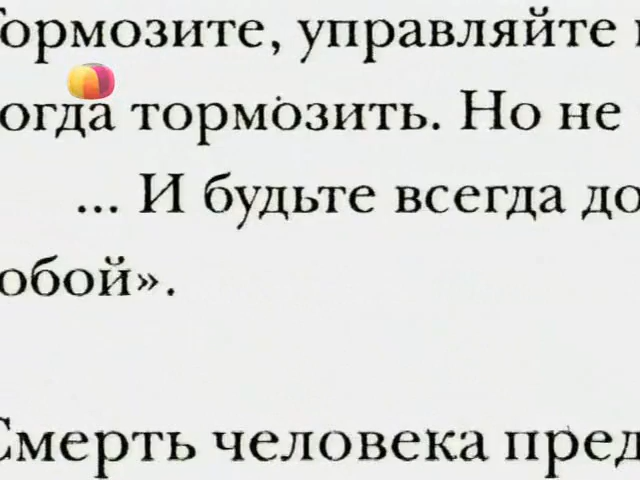 Тормозите, управляйте
огда тормозить. Но не
... И будьте всегда до
обой».
Смерть человека пред